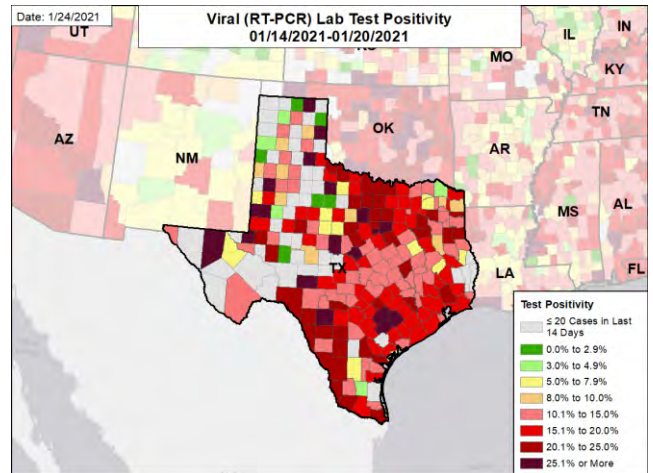 Date: 1/24/2021
Viral (RT-PCR) Lab Test Positivity
01/14/2021-01/20/2021
UT
MO
IL
IN
KY
AZ
NM
OK
AR
TN
MS
AL
TX
LA
FL
Test Positivity
≤ 20 Cases in Last
14 Days
0.0% to 2.9%
3.0% to 4.9%
5.0% to 7.9%
8.0% to 10.0%
10.1% to 15.0%
15.1% to 20.0%
20.1% to 25.0%
25.1% or More